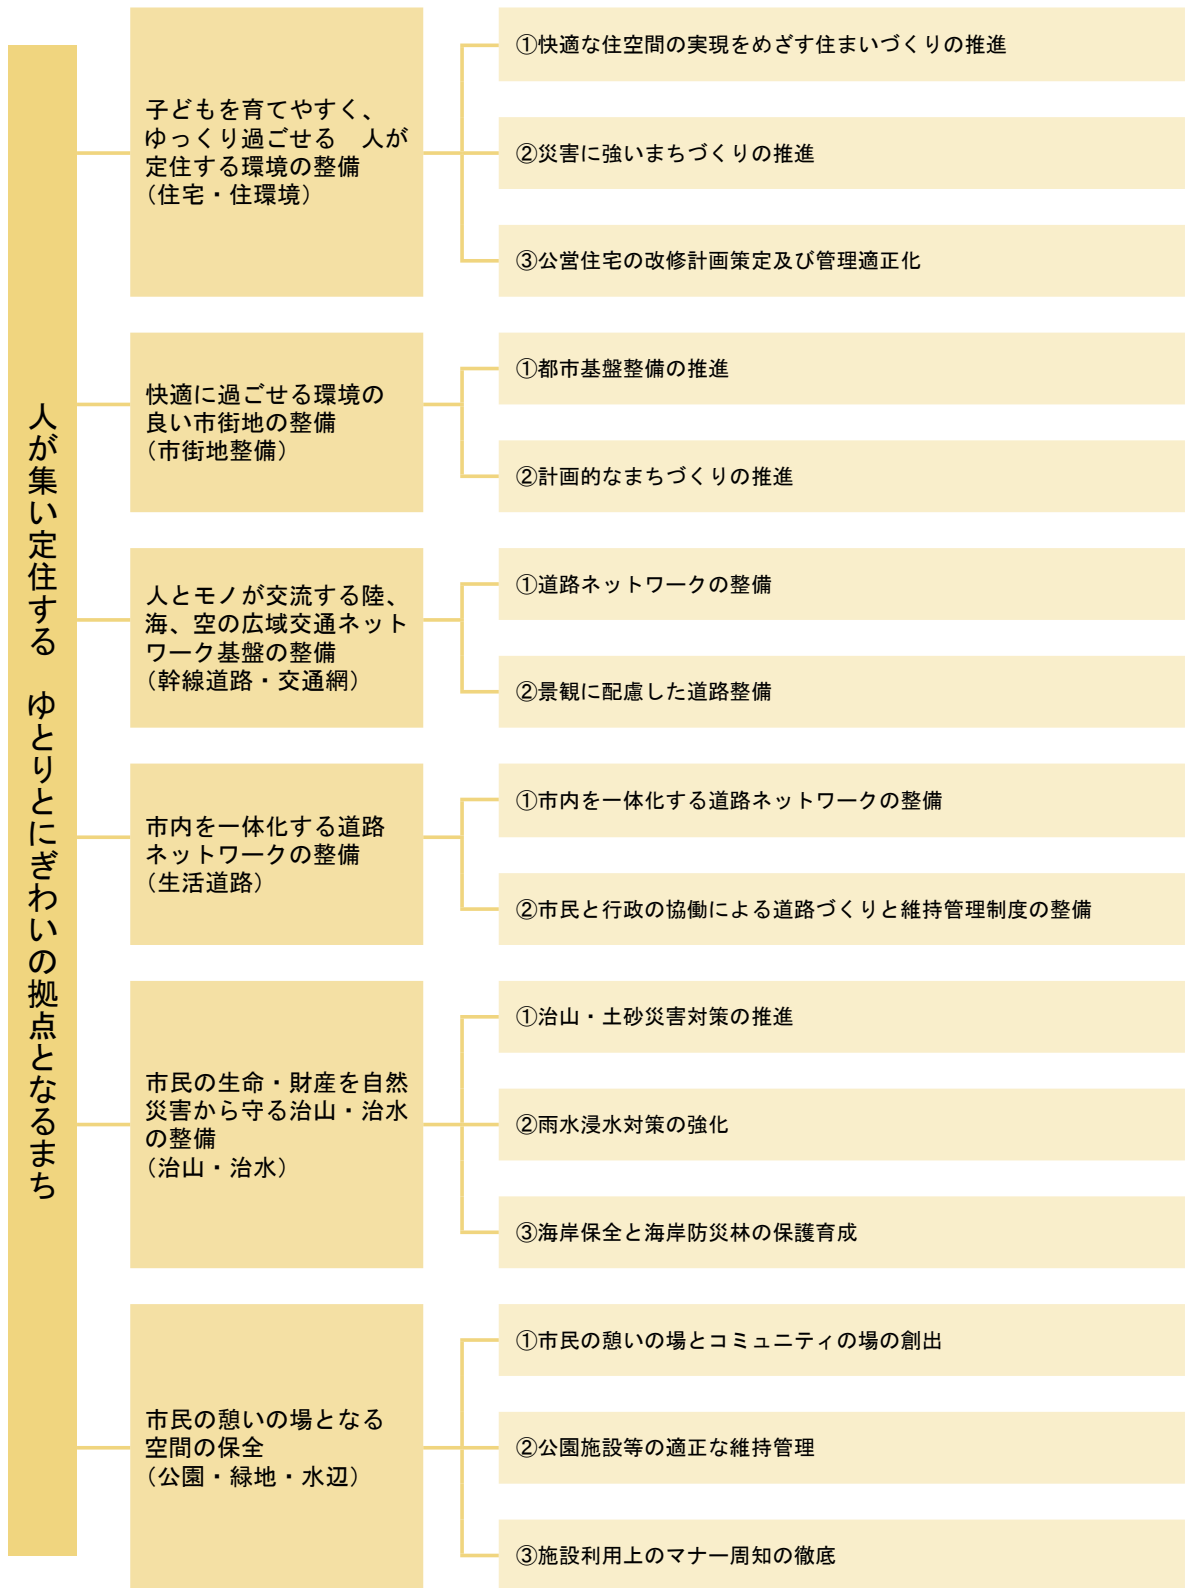 人が集い定住する　ゆとりとにぎわいの拠点となるまち
子どもを育てやすく、
ゆっくり過ごせる　人が
定住する環境の整備
（住宅・住環境）
①快適な住空間の実現をめざす住まいづくりの推進
②災害に強いまちづくりの推進
③公営住宅の改修計画策定及び管理適正化
快適に過ごせる環境の
良い市街地の整備
（市街地整備）
①都市基盤整備の推進
②計画的なまちづくりの推進
人とモノが交流する陸、
海、空の広域交通ネット
ワーク基盤の整備
（幹線道路・交通網）
①道路ネットワークの整備
②景観に配慮した道路整備
市内を一体化する道路
ネットワークの整備
（生活道路）
①市内を一体化する道路ネットワークの整備
②市民と行政の協働による道路づくりと維持管理制度の整備
市民の生命・財産を自然
災害から守る治山・治水
の整備
（治山・治水）
①治山・土砂災害対策の推進
②雨水浸水対策の強化
③海岸保全と海岸防災林の保護育成
市民の憩いの場となる
空間の保全
（公園・緑地・水辺）
①市民の憩いの場とコミュニティの場の創出
②公園施設等の適正な維持管理
③施設利用上のマナー周知の徹底